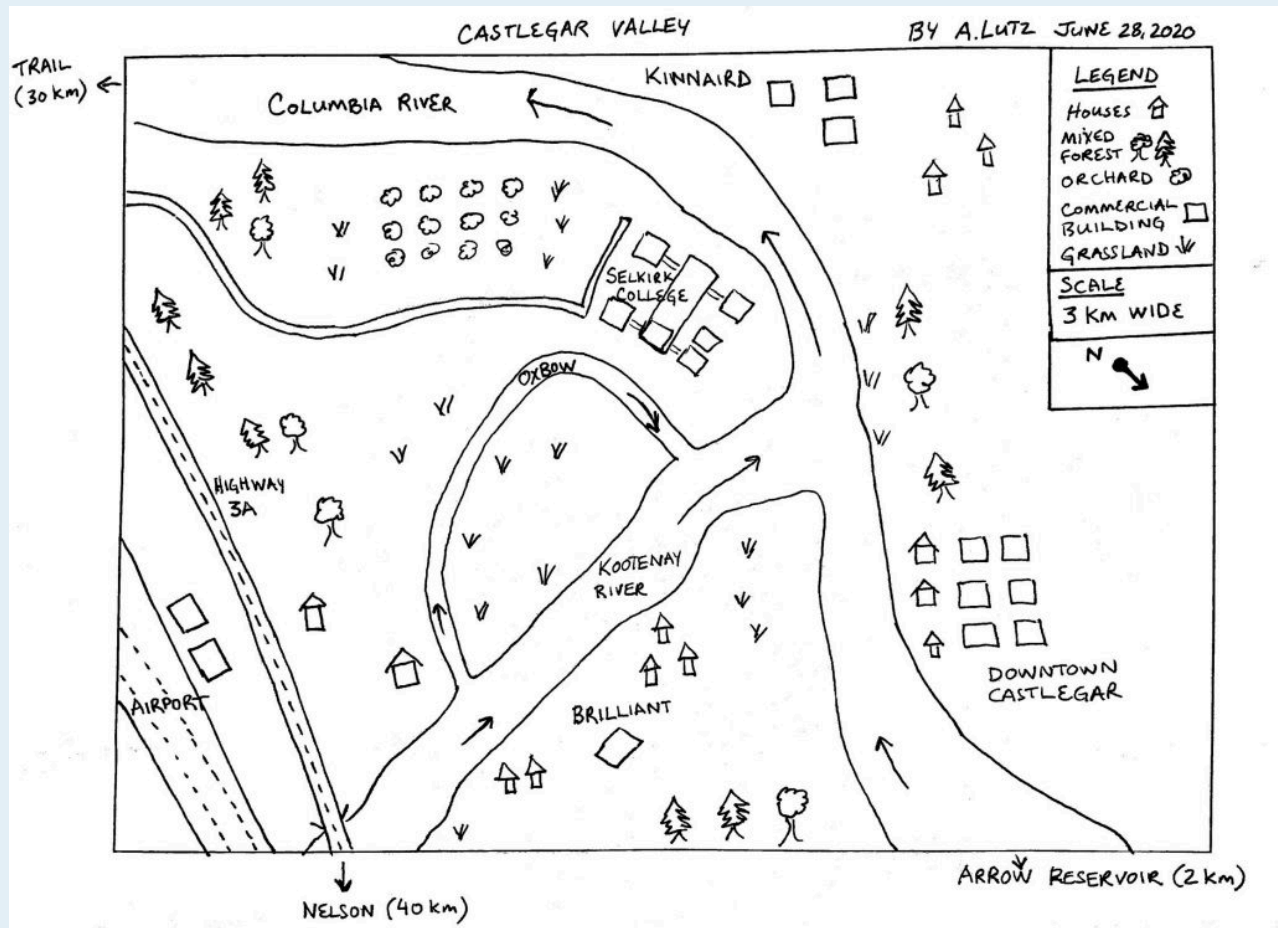 CASTLEGAR VALLEY
BY A.LUTZ JUNE 28, 2020
TRAIL
(30 km)
COLUMBIA RIVER
KINNAIRD
LEGEND
HOUSES
MIXED
FOREST
ORCHARD
COMMERCIAL
BUILDING
GRASSLAND
SCALE
3 KM WIDE
N
SELKIRK
COLLEGE
OXBOW
HIGHWAY
3A
KOOTENAY
RIVER
AIRPORT
BRILLIANT
DOWNTOWN
CASTLEGAR
NELSON (40 km)
ARROW RESERVOIR (2 km)